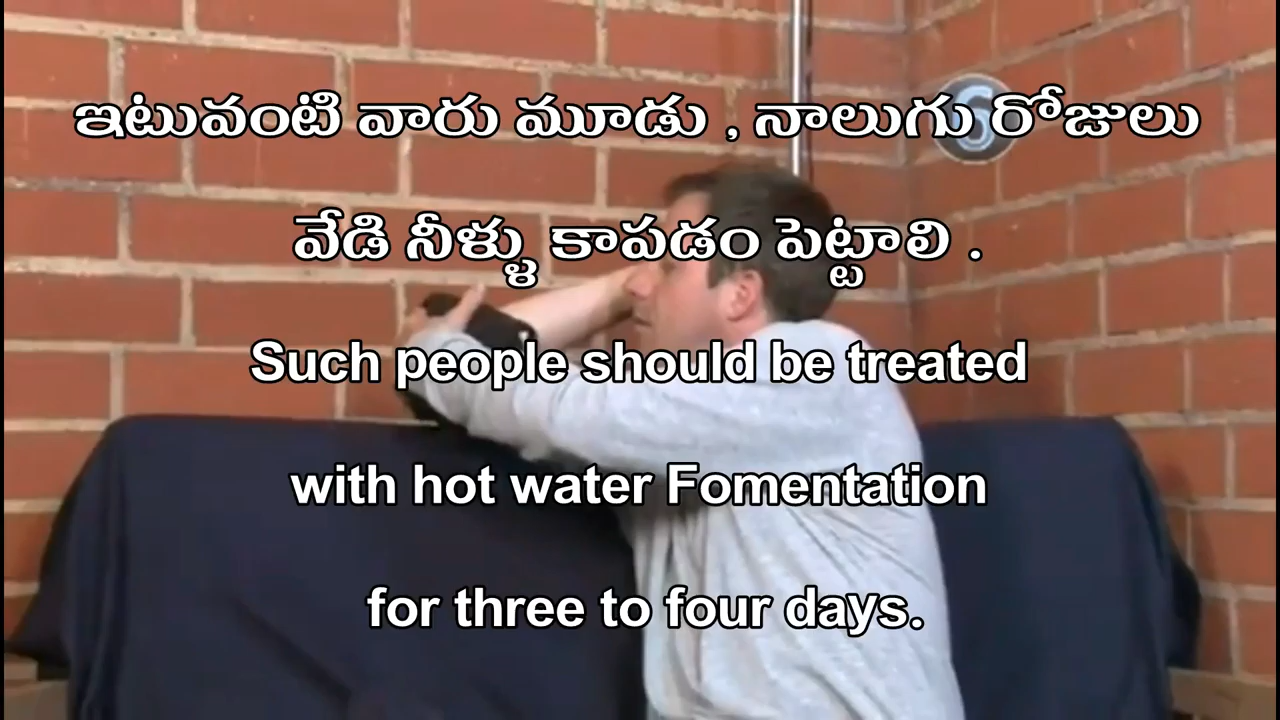 ఇటువంటి వారు మూడు , నాలుగు రోజులు
వేడి నీళ్ళు కాపడం పెట్టాలి .
Such people should be treated
with hot water Fomentation
for three to four days.